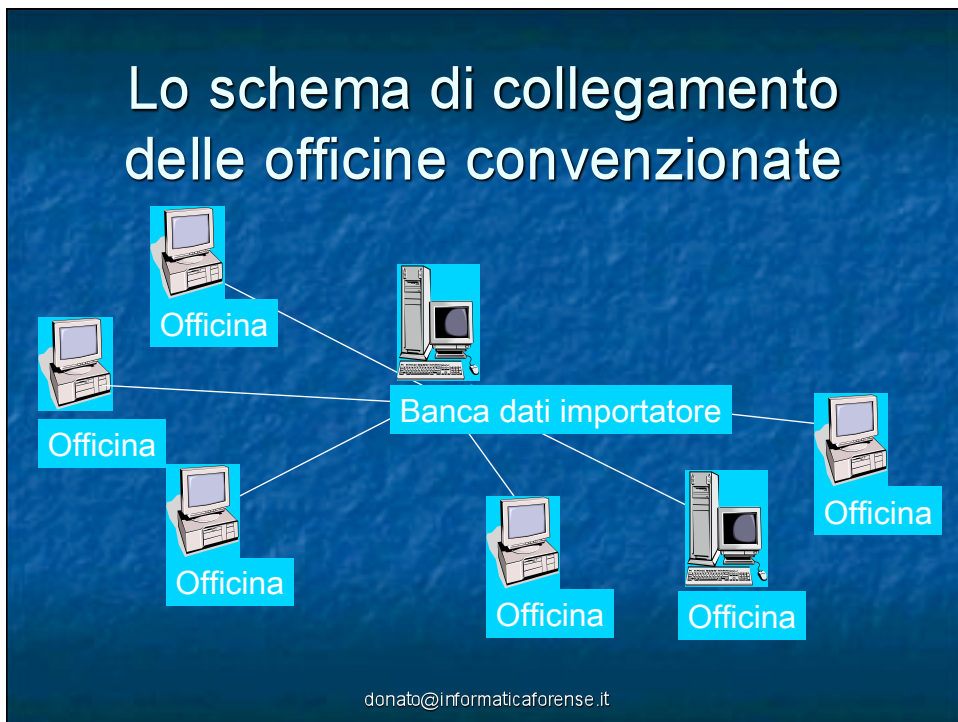 Lo schema di collegamento
delle officine convenzionate
Officina
Banca dati importatore
Officina
Officina
Officina
Officina
Officina
donato@informaticaforense.it